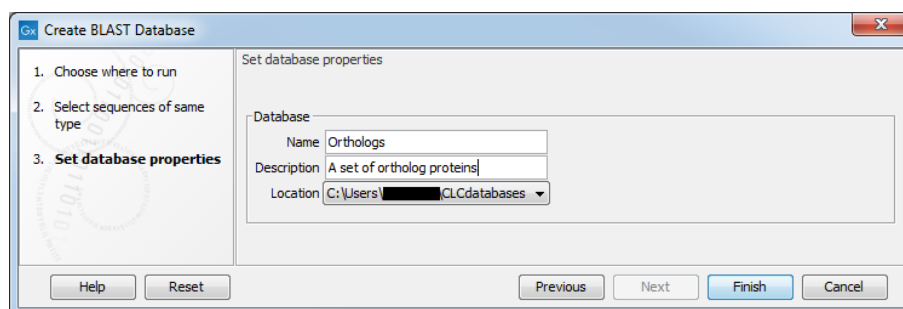 Gx Create BLAST Database
1. Choose where to run
2. Select sequences of same
type
3. Set database properties
Set database properties
Database
Name Orthologs
Description A set of ortholog proteins
Location C:\Users\ \CLCdatabases
Help Reset Previous Next Finish Cancel